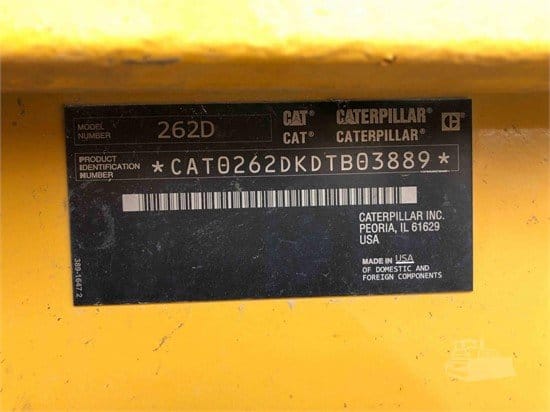 MODEL NUMBER 262D
CAT® CATERPILLAR®
CAT® CATERPILLAR®
PRODUCT IDENTIFICATION NUMBER *CAT0262DKDTB03889*
CATERPILLAR INC.
PEORIA, IL 61629
USA
MADE IN USA
OF DOMESTIC AND
FOREIGN COMPONENTS
389-1647 2